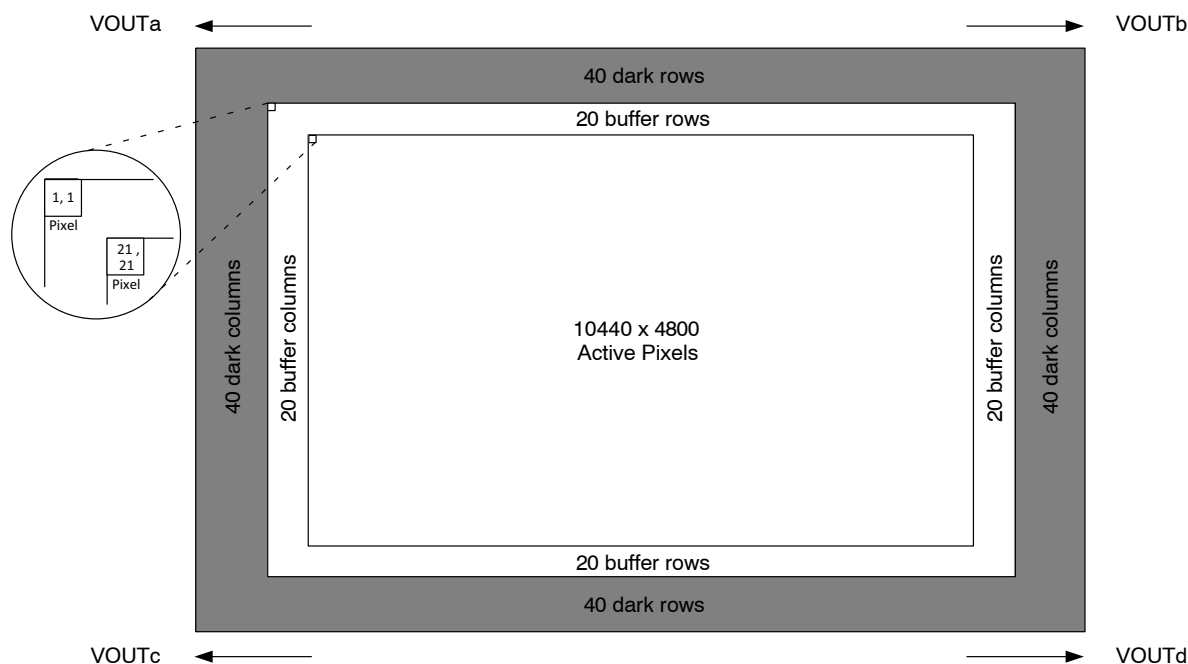 VOUTa
VOUTb
40 dark rows
20 buffer rows
1, 1
Pixel
21 ,
21
Pixel
40 dark columns
20 buffer columns
10440 x 4800
Active Pixels
20 buffer columns
40 dark columns
20 buffer rows
40 dark rows
VOUTc
VOUTd